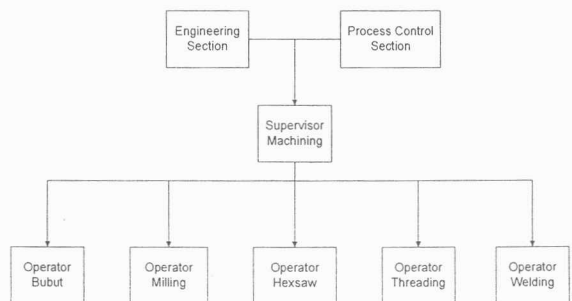 Engineering
Section
Process Control
Section
Supervisor
Machining
Operator
Bubut
Operator
Milling
Operator
Hexsaw
Operator
Threading
Operator
Welding